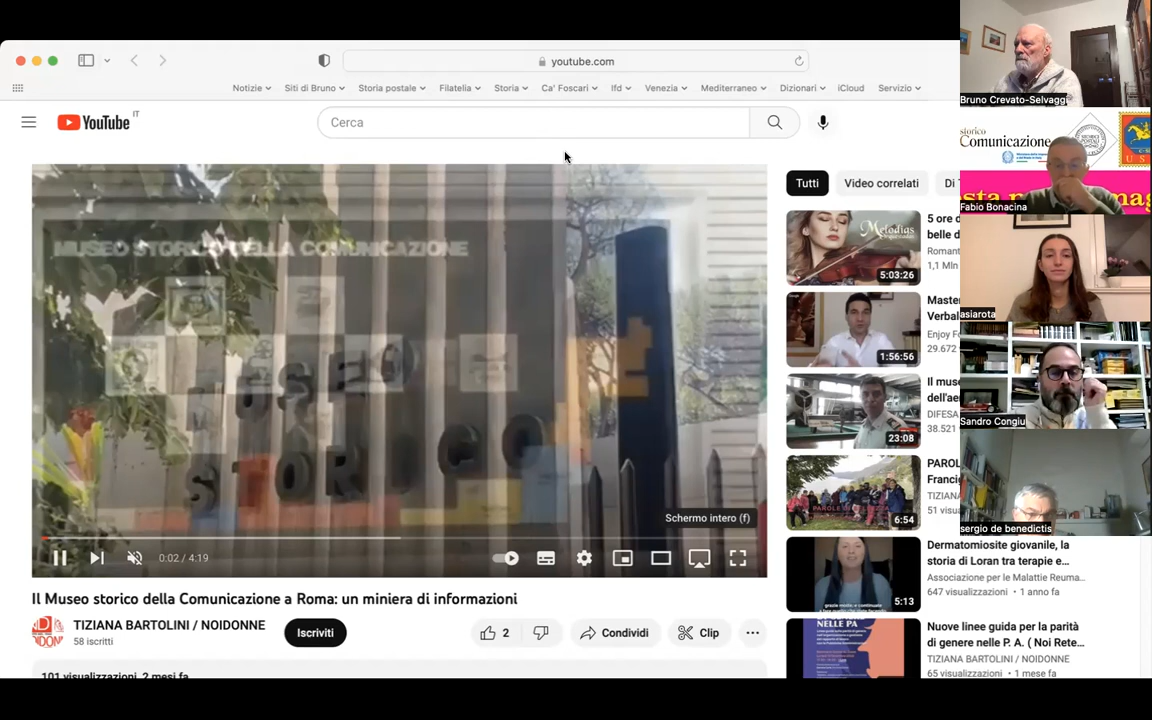 youtube.com
Notizie
Siti di Bruno
Storia postale
Filatelia
Storia
Ca' Foscari
Ifd
Venezia
Mediterraneo
Dizionari
iCloud
Servizio
YouTube IT
Cerca
MUSEO STORICO DELLA COMUNICAZIONE
MUSEO
STORICO
Schermo intero (f)
0:02 / 4:19
Il Museo storico della Comunicazione a Roma: un miniera di informazioni
TIZIANA BARTOLINI / NOIDONNE
58 iscritti
Iscriviti
2
Condividi
Clip
101 visualizzazioni 2 mesi fa
Tutti
Video correlati
Di T
Melodías
5:03:26
5 ore d
belle d
Romant
1,1 Mln
1:56:56
Master
Verbal
Enjoy Fo
29.672
23:08
Il muse
dell'aer
DIFESA
38.521
PAROLE
6:54
PAROL
Francig
TIZIANA
51 visua
5:13
Dermatomiosite giovanile, la
storia di Loran tra terapie e...
Associazione per le Malattie Reuma...
647 visualizzazioni • 1 anno fa
NELLE PA
Nuove linee guida per la parità
di genere nelle P. A. ( Noi Rete...
TIZIANA BARTOLINI / NOIDONNE
65 visualizzazioni • 1 mese fa
Bruno Crevato-Selvaggi
storico
Comunicazione
Fabio Bonacina
asiarota
Sandro Congiu
sergio de benedictis